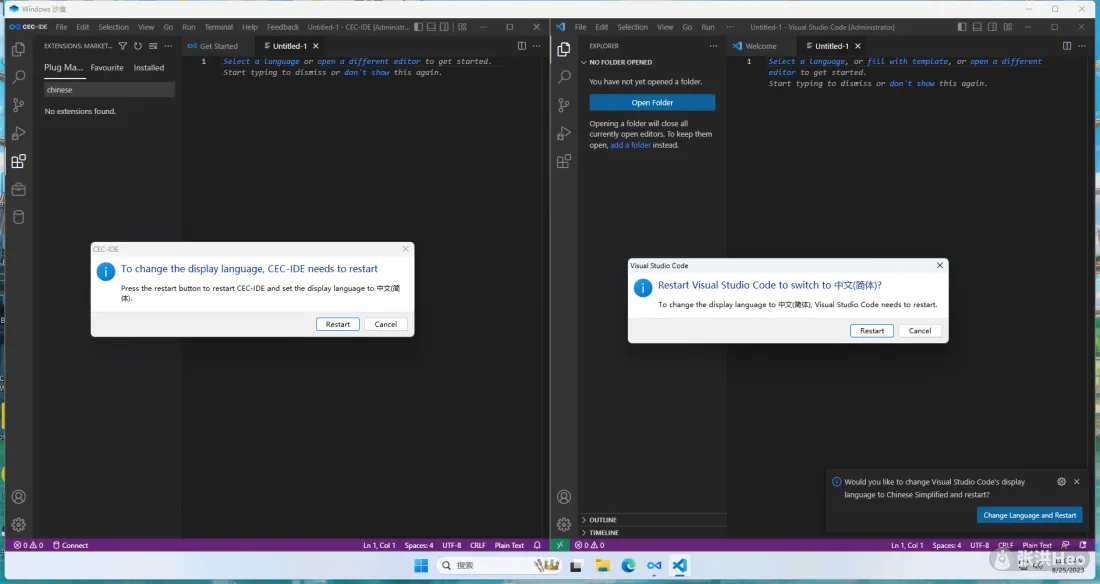 Windows 沙盒
CEC-IDE File Edit Selection View Go Run Terminal Help Feedback Untitled-1 - CEC-IDE [Administr...
EXTENSIONS: MARKET... ···
Get Started Untitled-1
Plug Ma... Favourite Installed
chinese
No extensions found.
1 Select a language or open a different editor to get started.
Start typing to dismiss or don't show this again.
CEC-IDE
To change the display language, CEC-IDE needs to restart
Press the restart button to restart CEC-IDE and set the display language to 中文(简
体).
Restart Cancel
0 0 Connect
Ln 1, Col 1 Spaces: 4 UTF-8 CRLF Plain Text
File Edit Selection View Go Run ··· Untitled-1 - Visual Studio Code [Administrator]
EXPLORER ···
Welcome Untitled-1
NO FOLDER OPENED
You have not yet opened a folder.
Open Folder
Opening a folder will close all
currently open editors. To keep them
open, add a folder instead.
1 Select a language, or fill with template, or open a different
editor to get started.
Start typing to dismiss or don't show this again.
Visual Studio Code
Restart Visual Studio Code to switch to 中文(简体)?
To change the display language to 中文(简体), Visual Studio Code needs to restart.
Restart Cancel
Would you like to change Visual Studio Code's display
language to Chinese Simplified and restart?
Change Language and Restart
OUTLINE
TIMELINE
0 0
Ln 1, Col 1 Spaces: 4 UTF-8 CRLF Plain Text
搜索
张洪Heo
8/25/2023